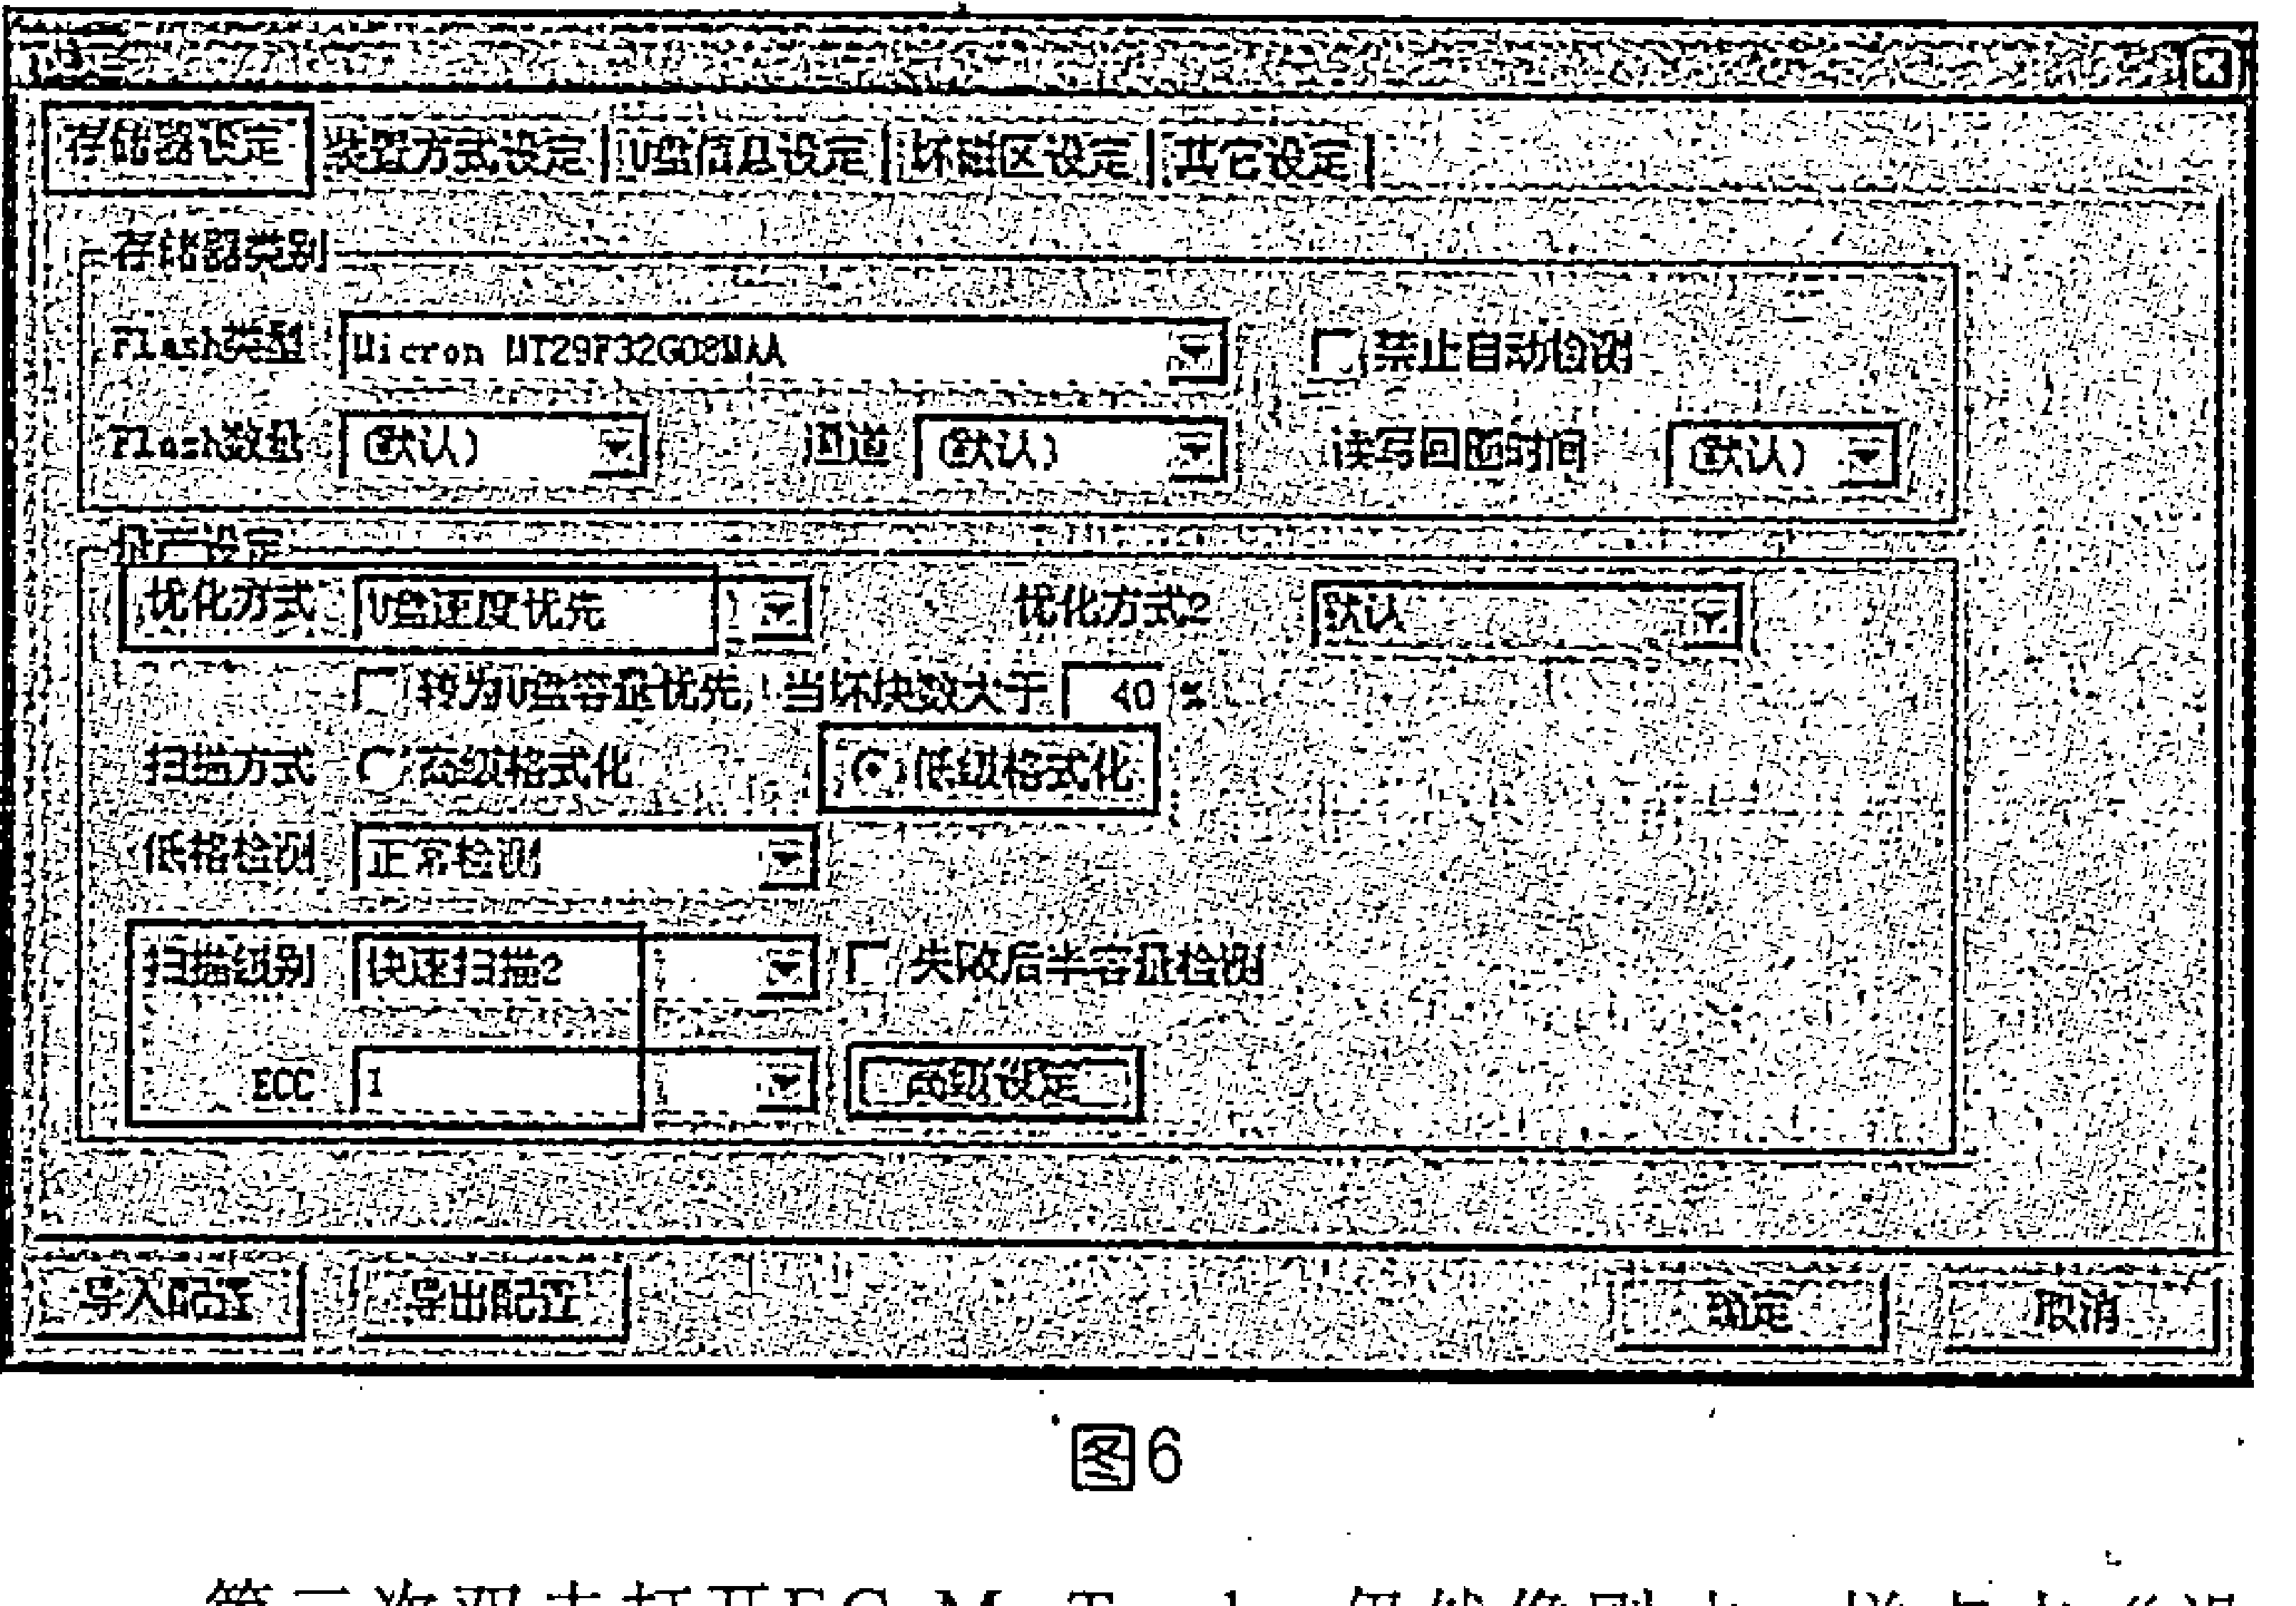 设定
存储器设定 装置方式设定 U盘信息设定 坏磁区设定 其它设定
存储器类别
Flash类型 Micron MT29F32G08MAA 禁止自动检测
Flash数量 (默认) 通道 (默认) 读写回圈时间 (默认)
量产设定
优化方式 U盘速度优先 优化方式2 默认
转为U盘容量优先, 当坏块数大于 40 %
扫描方式 高级格式化 低级格式化
低格检测 正常检测
扫描级别 快速扫描2 失败后半容量检测
ECC 1 高级设定
导入配置 导出配置 确定 取消
图6